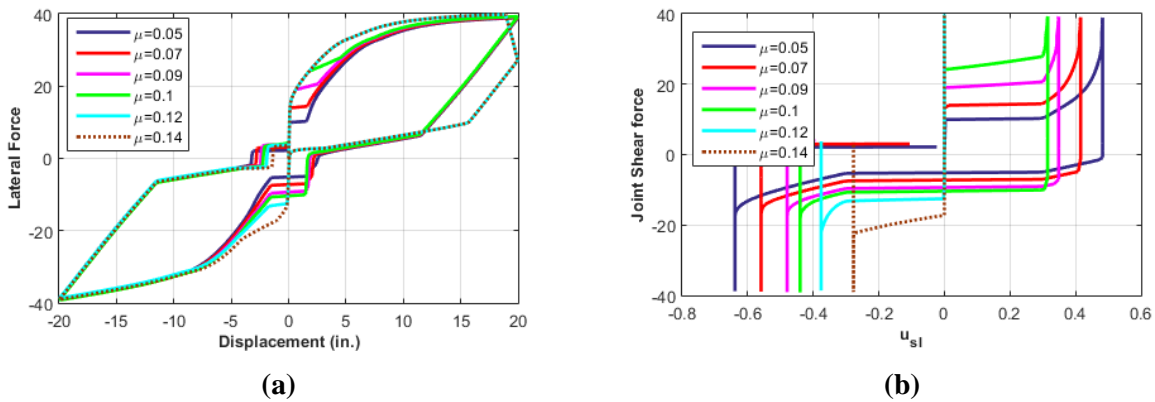 40
20
0
-20
-40
Lateral Force
μ=0.05
μ=0.07
μ=0.09
μ=0.1
μ=0.12
μ=0.14
-20 -15 -10 -5 0 5 10 15 20
Displacement (in.)
(a)
40
20
0
-20
-40
Joint Shear force
μ=0.05
μ=0.07
μ=0.09
μ=0.1
μ=0.12
μ=0.14
-0.8 -0.6 -0.4 -0.2 0 0.2 0.4 0.6
u_sl
(b)